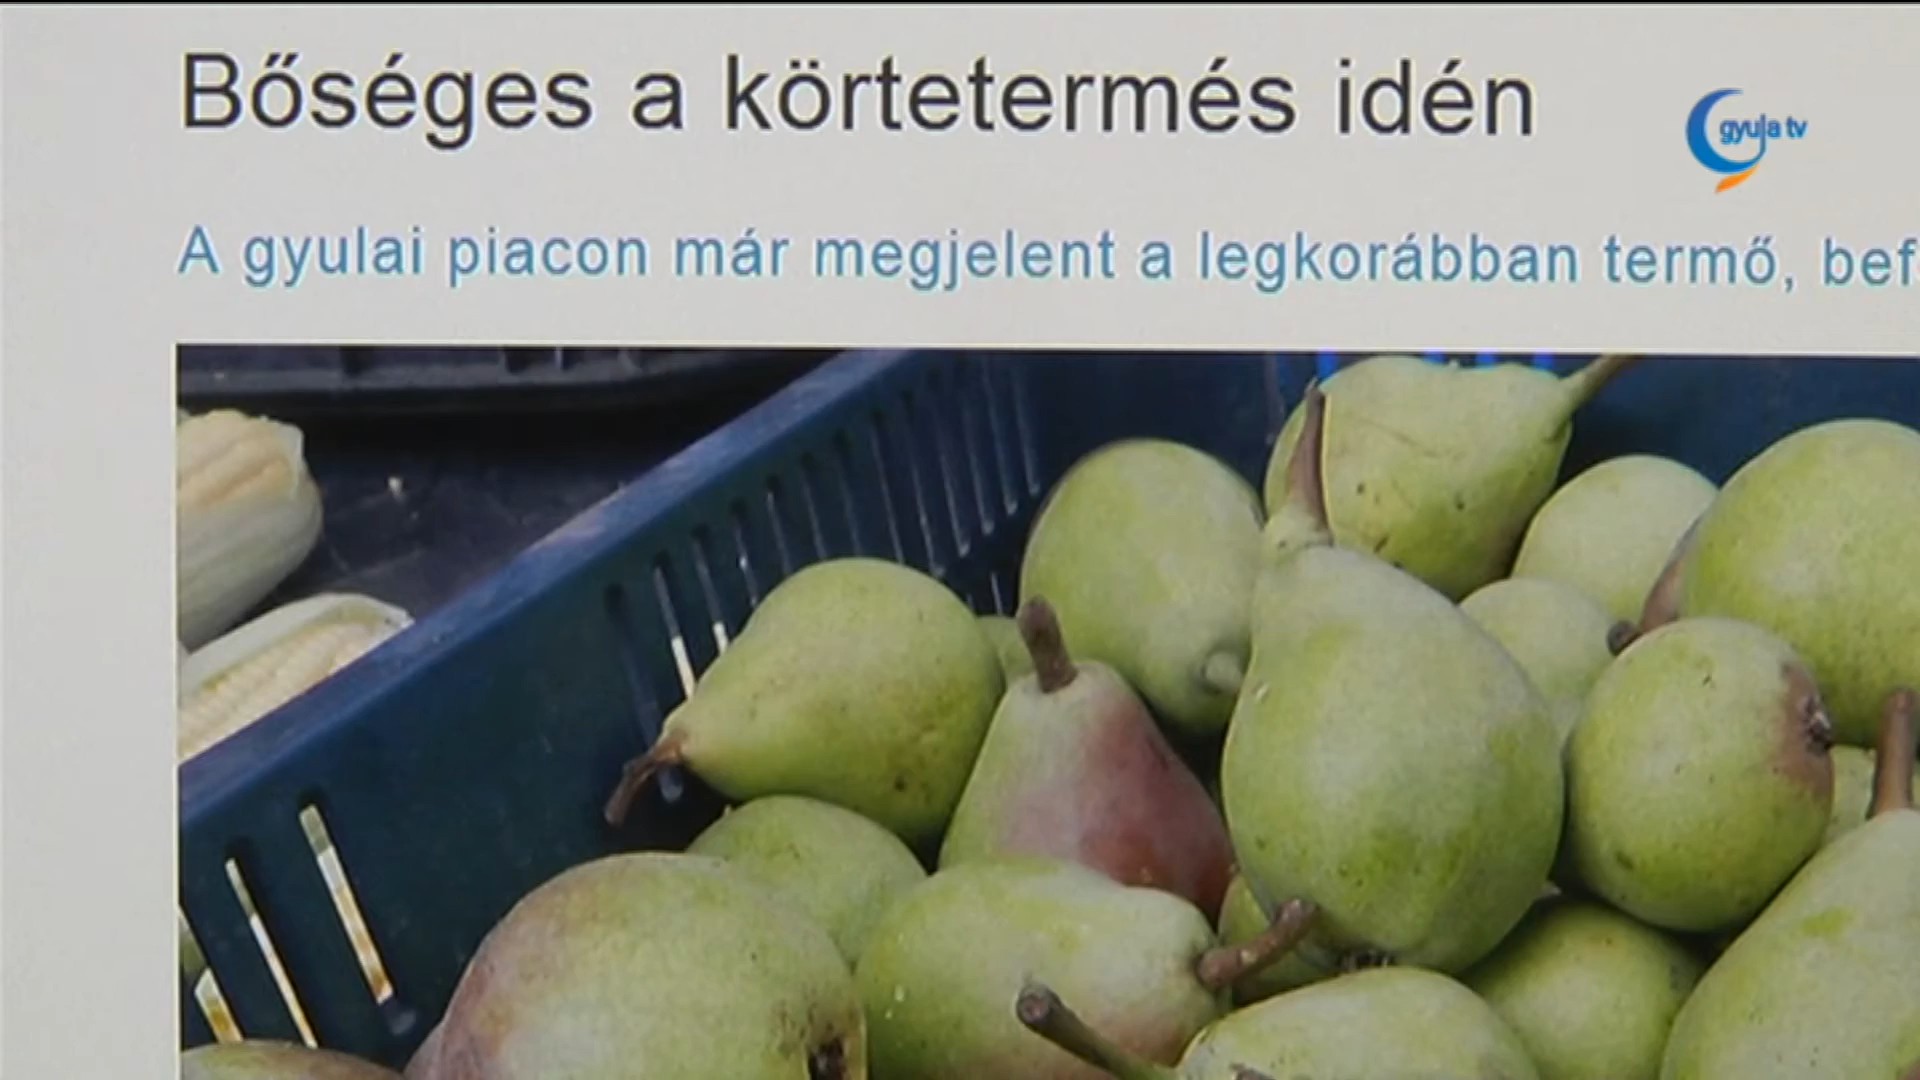 Bőséges a körtetermés idén
gyula tv
A gyulai piacon már megjelent a legkorábban termő,